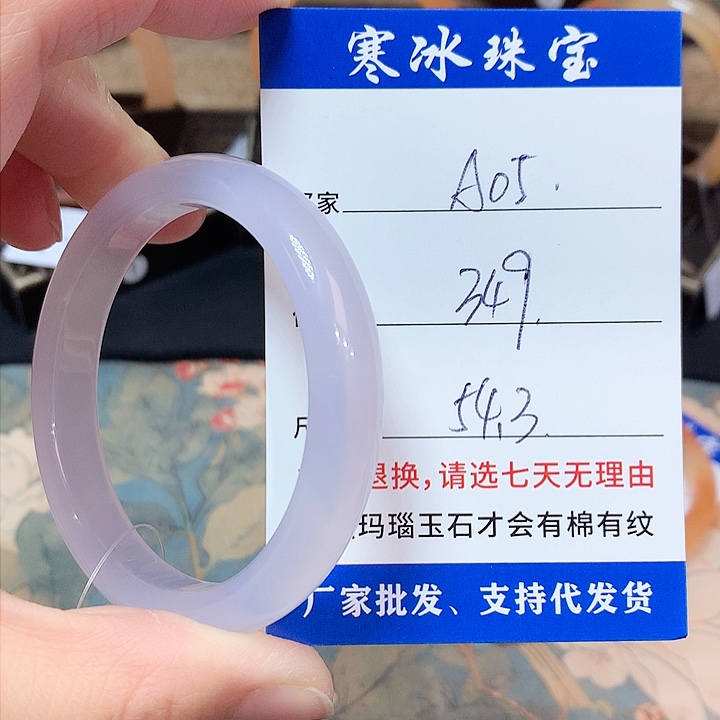 寒冰珠宝
家 A05.
349.
54.3
退换，请选七天无理由
玛瑙玉石才会有棉有纹
厂家批发、支持代发货